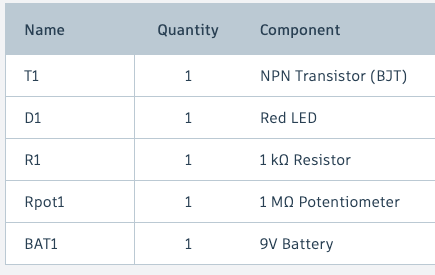 Name Quantity Component
T1 1 NPN Transistor (BJT)
D1 1 Red LED
R1 1 1 kΩ Resistor
Rpot1 1 1 MΩ Potentiometer
BAT1 1 9V Battery